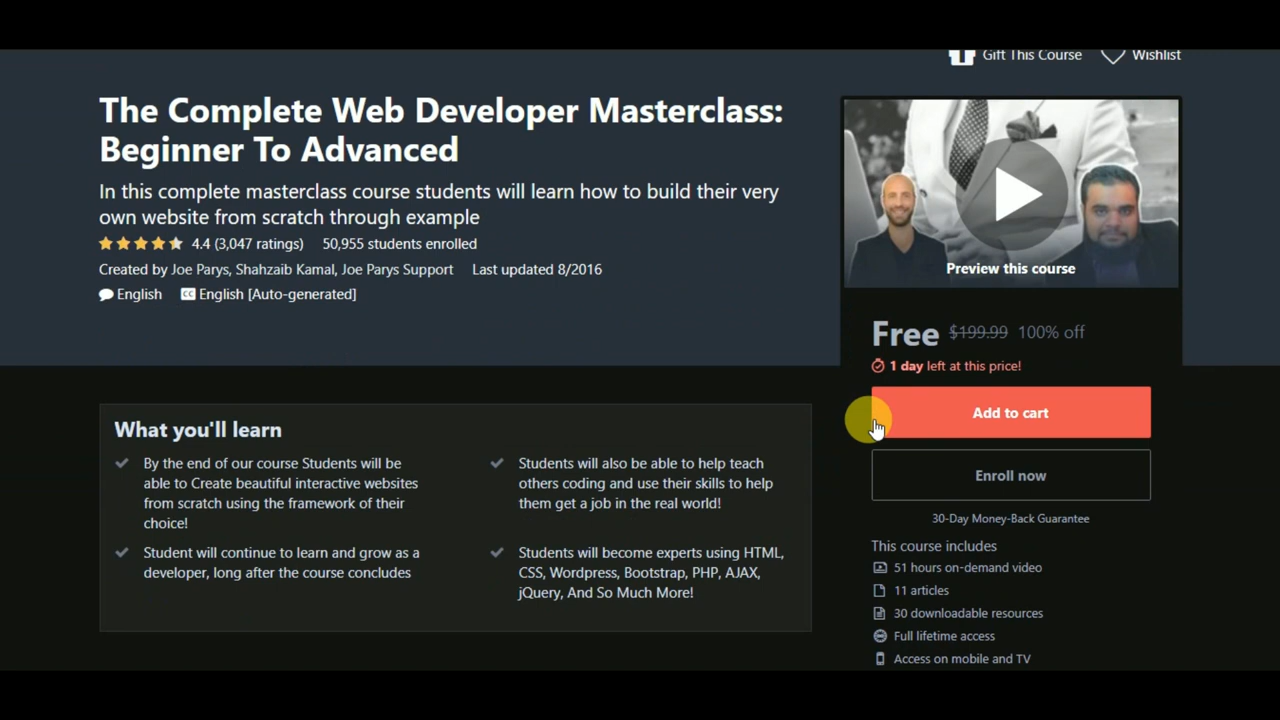 Gift This Course
Wishlist
The Complete Web Developer Masterclass:
Beginner To Advanced
In this complete masterclass course students will learn how to build their very
own website from scratch through example
4.4 (3,047 ratings) 50,955 students enrolled
Created by Joe Parys, Shahzaib Kamal, Joe Parys Support Last updated 8/2016
English CC English [Auto-generated]
Preview this course
Free $199.99 100% off
1 day left at this price!
Add to cart
Enroll now
30-Day Money-Back Guarantee
This course includes
51 hours on-demand video
11 articles
30 downloadable resources
Full lifetime access
Access on mobile and TV
What you'll learn
By the end of our course Students will be
able to Create beautiful interactive websites
from scratch using the framework of their
choice!
Student will continue to learn and grow as a
developer, long after the course concludes
Students will also be able to help teach
others coding and use their skills to help
them get a job in the real world!
Students will become experts using HTML,
CSS, Wordpress, Bootstrap, PHP, AJAX,
jQuery, And So Much More!